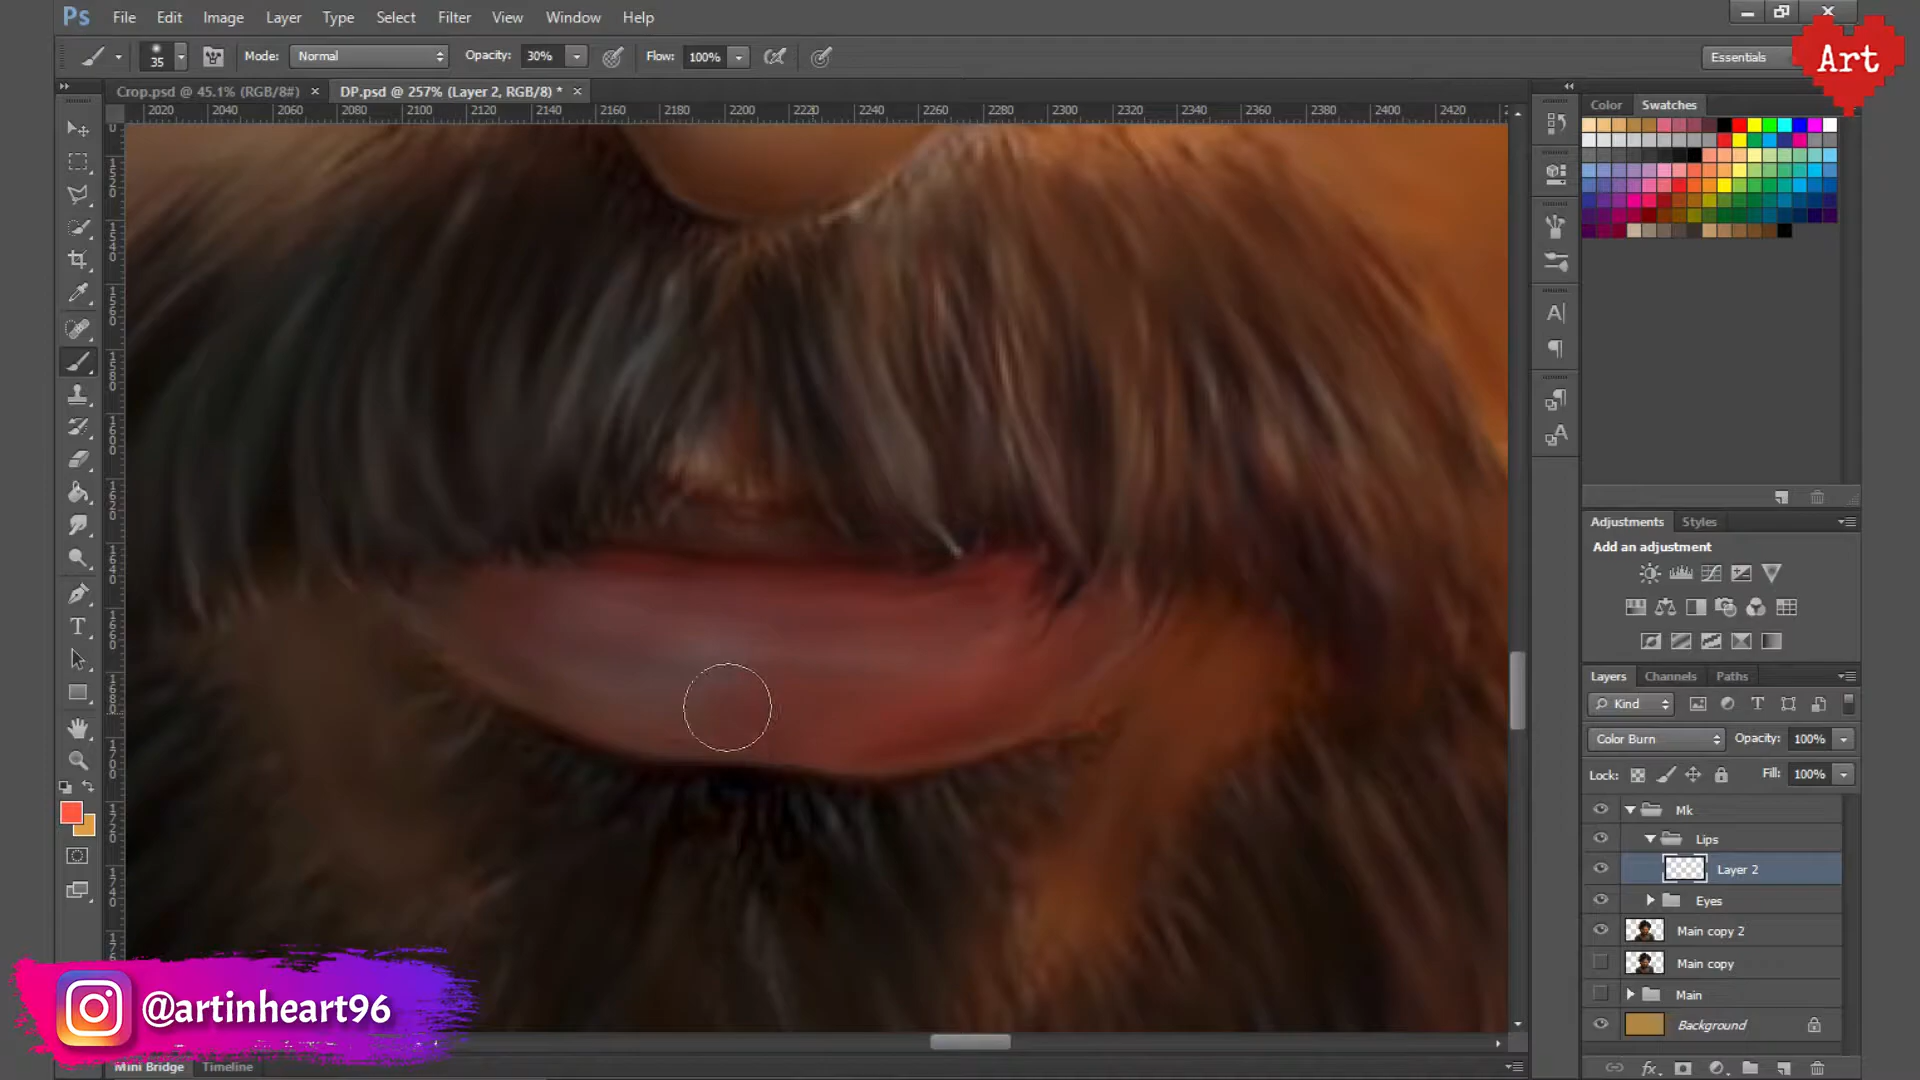 Ps File Edit Image Layer Type Select Filter View Window Help
35 Mode: Normal Opacity: 30% Flow: 100% Essentials
Art
Crop.psd @ 45.1% (RGB/8#) × DP.psd @ 257% (Layer 2, RGB/8) * ×
2020 2040 2060 2080 2100 2120 2140 2160 2180 2200 2220 2240 2260 2280 2300 2320 2340 2360 2380 2400 2420
Color Swatches
Adjustments Styles
Add an adjustment
Layers Channels Paths
Kind
Color Burn Opacity: 100%
Lock: Fill: 100%
Mk
Lips
Layer 2
Eyes
Main copy 2
Main copy
Main
Background
@artinheart96
Mini Bridge Timeline